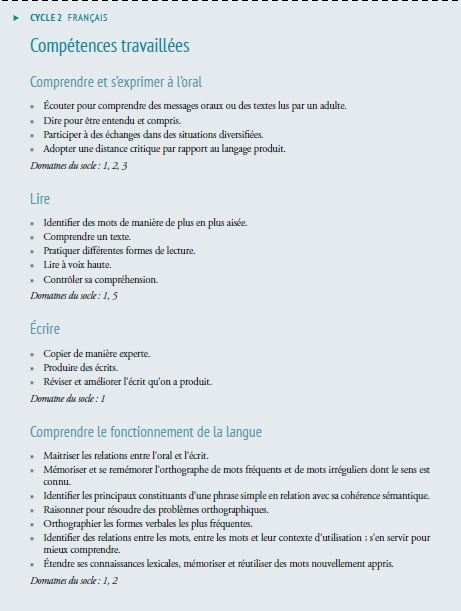 ► CYCLE 2 FRANÇAIS
Compétences travaillées
Comprendre et s'exprimer à l'oral
» Écouter pour comprendre des messages oraux ou des textes lus par un adulte.
» Dire pour être entendu et compris.
» Participer à des échanges dans des situations diversifiées.
» Adopter une distance critique par rapport au langage produit.
Domaines du socle : 1, 2, 3
Lire
» Identifier des mots de manière de plus en plus aisée.
» Comprendre un texte.
» Pratiquer différentes formes de lecture.
» Lire à voix haute.
» Contrôler sa compréhension.
Domaines du socle : 1, 5
Écrire
» Copier de manière experte.
» Produire des écrits.
» Réviser et améliorer l'écrit qu'on a produit.
Domaine du socle : 1
Comprendre le fonctionnement de la langue
» Maitriser les relations entre l'oral et l'écrit.
» Mémoriser et se remémorer l'orthographe de mots fréquents et de mots irréguliers dont le sens est
connu.
» Identifier les principaux constituants d'une phrase simple en relation avec sa cohérence sémantique.
» Raisonner pour résoudre des problèmes orthographiques.
» Orthographier les formes verbales les plus fréquentes.
» Identifier des relations entre les mots, entre les mots et leur contexte d'utilisation ; s'en servir pour
mieux comprendre.
» Étendre ses connaissances lexicales, mémoriser et réutiliser des mots nouvellement appris.
Domaines du socle : 1, 2